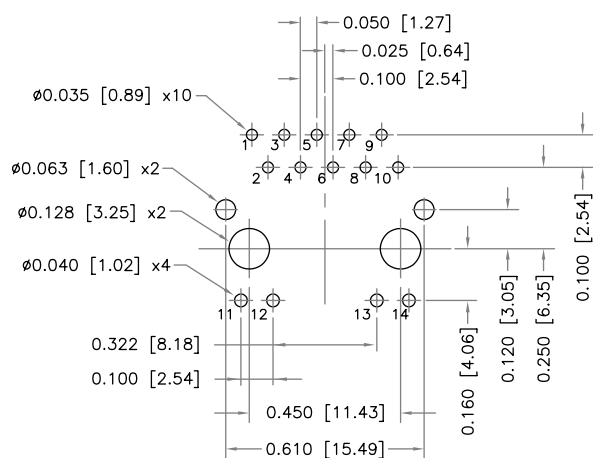 0.050 [1.27]
0.025 [0.64]
0.100 [2.54]
ø0.035 [0.89] x10
1 3 5 7 9
2 4 6 8 10
ø0.063 [1.60] x2
ø0.128 [3.25] x2
ø0.040 [1.02] x4
11 12 13 14
0.322 [8.18]
0.100 [2.54]
0.450 [11.43]
0.610 [15.49]
0.160 [4.06]
0.120 [3.05]
0.250 [6.35]
0.100 [2.54]